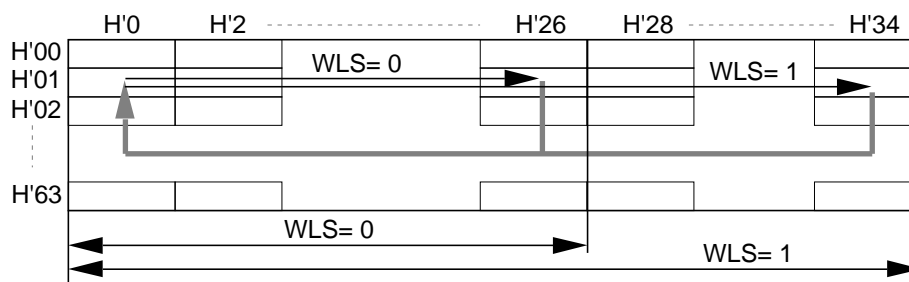 H'0 H'2 H'26 H'28 H'34
H'00
WLS= 0
H'01
WLS= 1
H'02
H'63
WLS= 0
WLS= 1